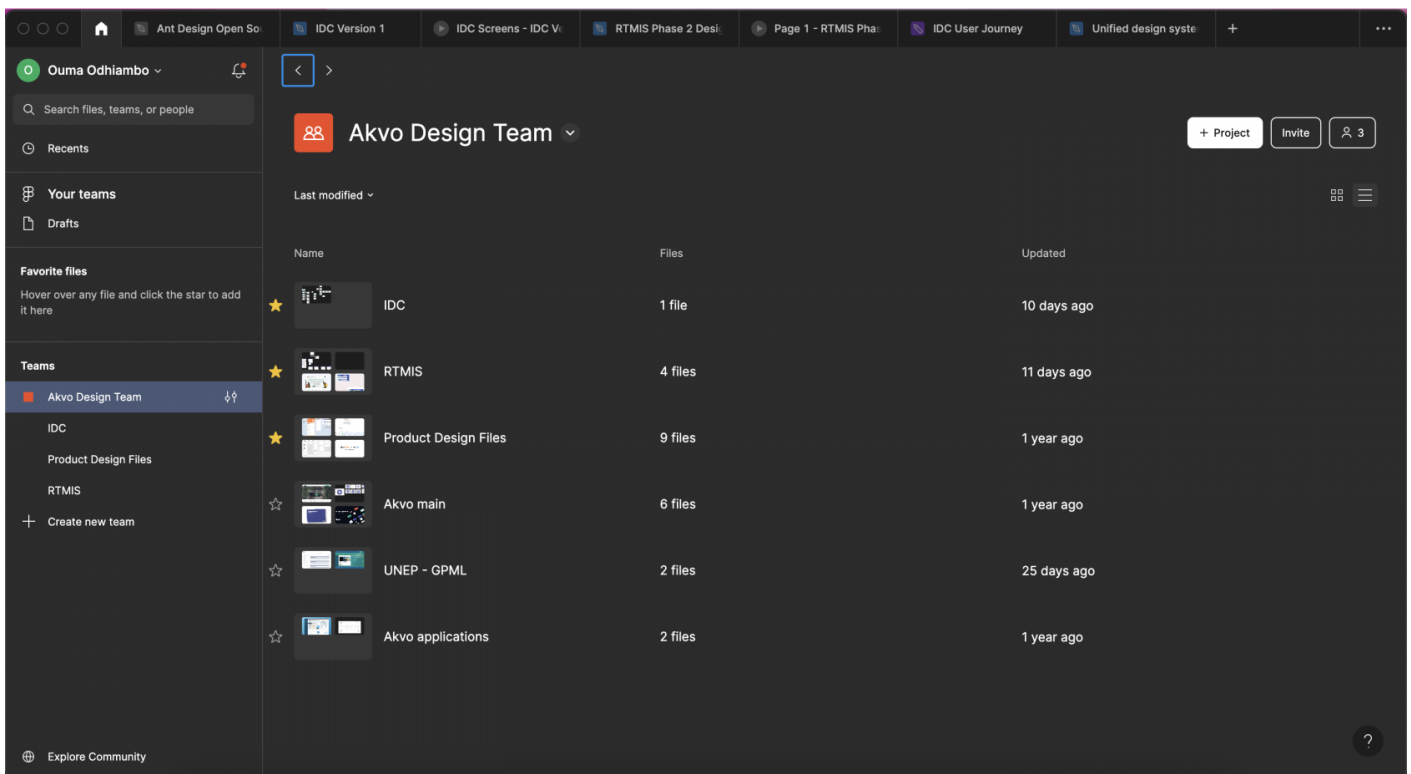 Ant Design Open Sou
IDC Version 1
IDC Screens - IDC Ve
RTMIS Phase 2 Desig
Page 1 - RTMIS Phas
IDC User Journey
Unified design syste
O Ouma Odhiambo
Search files, teams, or people
Recents
Your teams
Drafts
Favorite files
Hover over any file and click the star to add
it here
Teams
Akvo Design Team
IDC
Product Design Files
RTMIS
Create new team
Explore Community
Akvo Design Team
+ Project
Invite
3
Last modified
Name Files Updated
IDC 1 file 10 days ago
RTMIS 4 files 11 days ago
Product Design Files 9 files 1 year ago
Akvo main 6 files 1 year ago
UNEP - GPML 2 files 25 days ago
Akvo applications 2 files 1 year ago
?